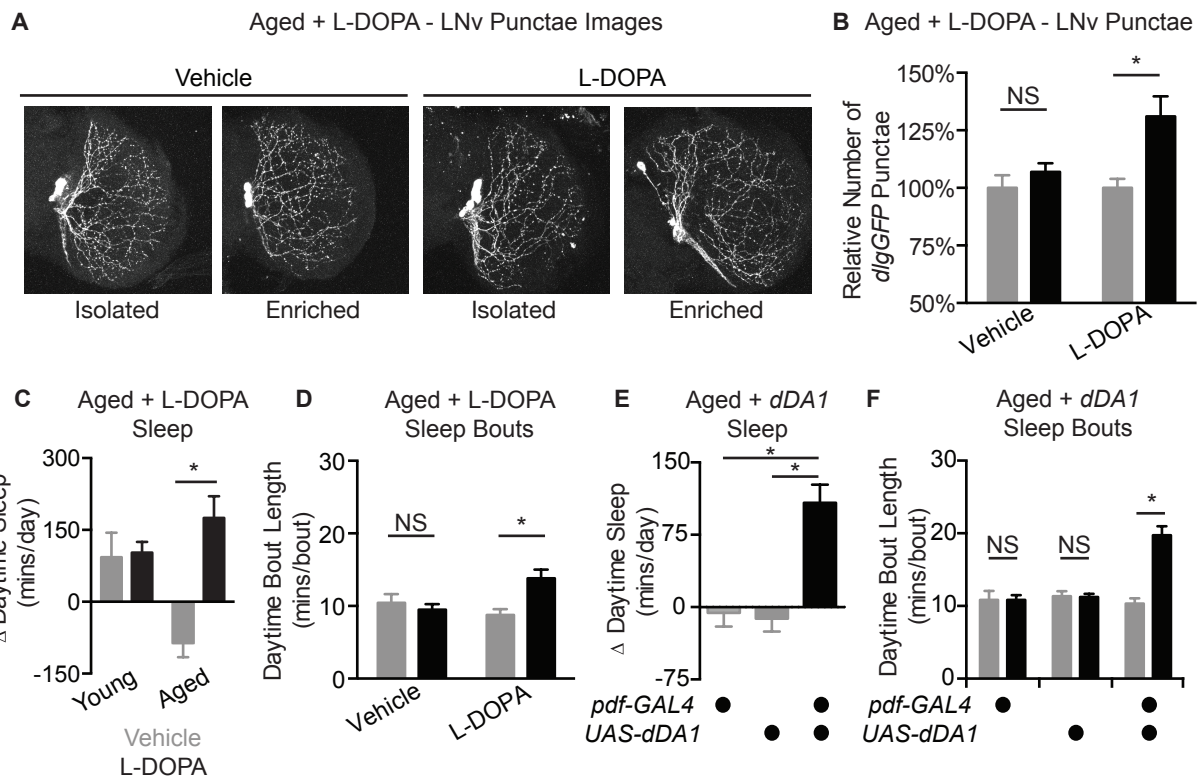 A Aged + L-DOPA - LNv Punctae Images
Vehicle L-DOPA
Isolated Enriched Isolated Enriched
B Aged + L-DOPA - LNv Punctae
Relative Number of
dlgGFP Punctae
150%
125%
100%
75%
50%
NS *
Vehicle L-DOPA
C Aged + L-DOPA
Sleep
Δ Daytime Sleep
(mins/day)
300
150
0
-150
*
Young Aged
Vehicle
L-DOPA
D Aged + L-DOPA
Sleep Bouts
Daytime Bout Length
(mins/bout)
30
20
10
0
NS *
Vehicle L-DOPA
E Aged + dDA1
Sleep
Δ Daytime Sleep
(mins/day)
150
75
0
-75
*
*
pdf-GAL4
UAS-dDA1
F Aged + dDA1
Sleep Bouts
Daytime Bout Length
(mins/bout)
30
20
10
0
NS NS *
pdf-GAL4
UAS-dDA1